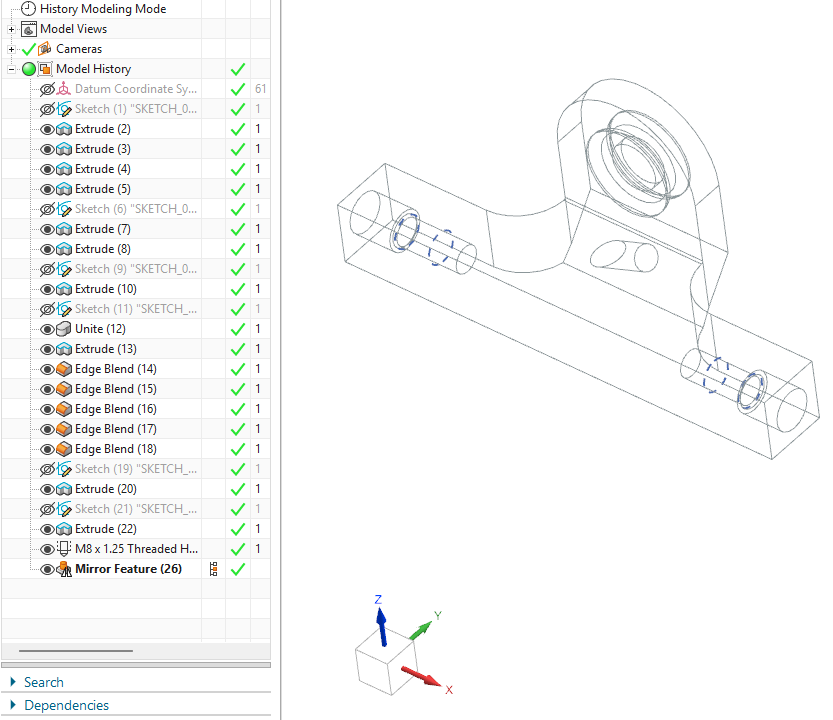 History Modeling Mode
Model Views
Cameras
Model History
Datum Coordinate Sy... 61
Sketch (1) "SKETCH_0... 1
Extrude (2) 1
Extrude (3) 1
Extrude (4) 1
Extrude (5) 1
Sketch (6) "SKETCH_0... 1
Extrude (7) 1
Extrude (8) 1
Sketch (9) "SKETCH_0... 1
Extrude (10) 1
Sketch (11) "SKETCH_... 1
Unite (12) 1
Extrude (13) 1
Edge Blend (14) 1
Edge Blend (15) 1
Edge Blend (16) 1
Edge Blend (17) 1
Edge Blend (18) 1
Sketch (19) "SKETCH_... 1
Extrude (20) 1
Sketch (21) "SKETCH_... 1
Extrude (22) 1
M8 x 1.25 Threaded H... 1
Mirror Feature (26)
Search
Dependencies
Z
Y
X